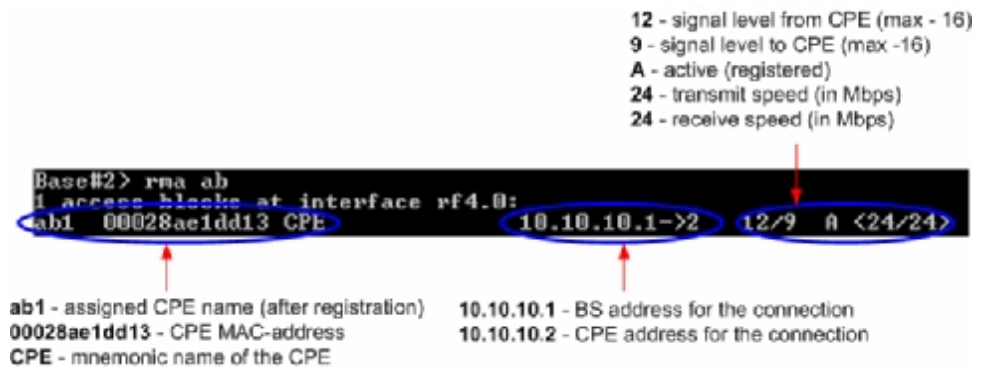 12 - signal level from CPE (max - 16)
9 - signal level to CPE (max -16)
A - active (registered)
24 - transmit speed (in Mbps)
24 - receive speed (in Mbps)
Base#2> rma ab
1 access blocks at interface rf4.0:
ab1 00028ae1dd13 CPE 10.10.10.1->2 12/9 A <24/24>
ab1 - assigned CPE name (after registration)
00028ae1dd13 - CPE MAC-address
CPE - mnemonic name of the CPE
10.10.10.1 - BS address for the connection
10.10.10.2 - CPE address for the connection